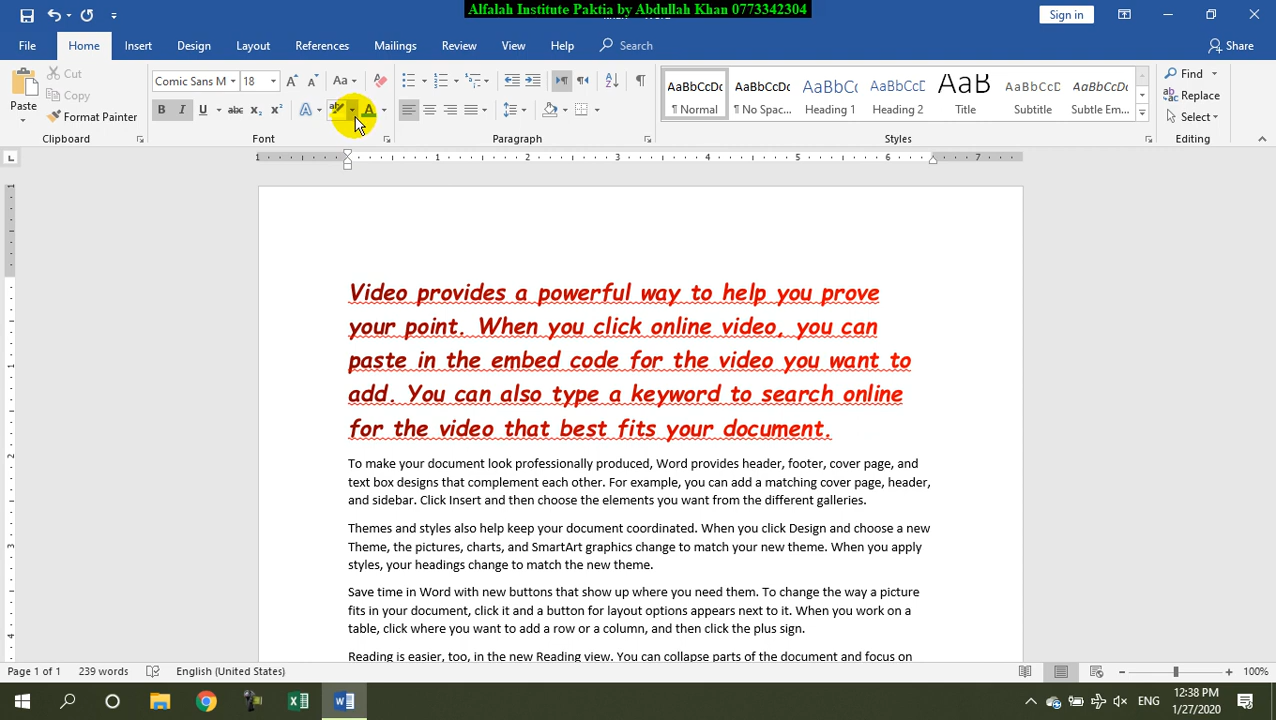 Alfalah Institute Paktia by Abdullah Khan 0773342304
Sign in
File Home Insert Design Layout References Mailings Review View Help Search Share
Paste
Cut
Copy
Format Painter
Clipboard
Comic Sans M 18
Font
Paragraph
AaBbCcDc ¶ Normal
AaBbCcDc ¶ No Spac...
AaBbCc Heading 1
AaBbCcD Heading 2
AaB Title
AaBbCcD Subtitle
AaBbCcDc Subtle Em...
Styles
Find
Replace
Select
Editing
Video provides a powerful way to help you prove
your point. When you click online video, you can
paste in the embed code for the video you want to
add. You can also type a keyword to search online
for the video that best fits your document.
To make your document look professionally produced, Word provides header, footer, cover page, and
text box designs that complement each other. For example, you can add a matching cover page, header,
and sidebar. Click Insert and then choose the elements you want from the different galleries.
Themes and styles also help keep your document coordinated. When you click Design and choose a new
Theme, the pictures, charts, and SmartArt graphics change to match your new theme. When you apply
styles, your headings change to match the new theme.
Save time in Word with new buttons that show up where you need them. To change the way a picture
fits in your document, click it and a button for layout options appears next to it. When you work on a
table, click where you want to add a row or a column, and then click the plus sign.
Reading is easier, too, in the new Reading view. You can collapse parts of the document and focus on
Page 1 of 1 239 words English (United States) 100%
ENG
12:38 PM
1/27/2020